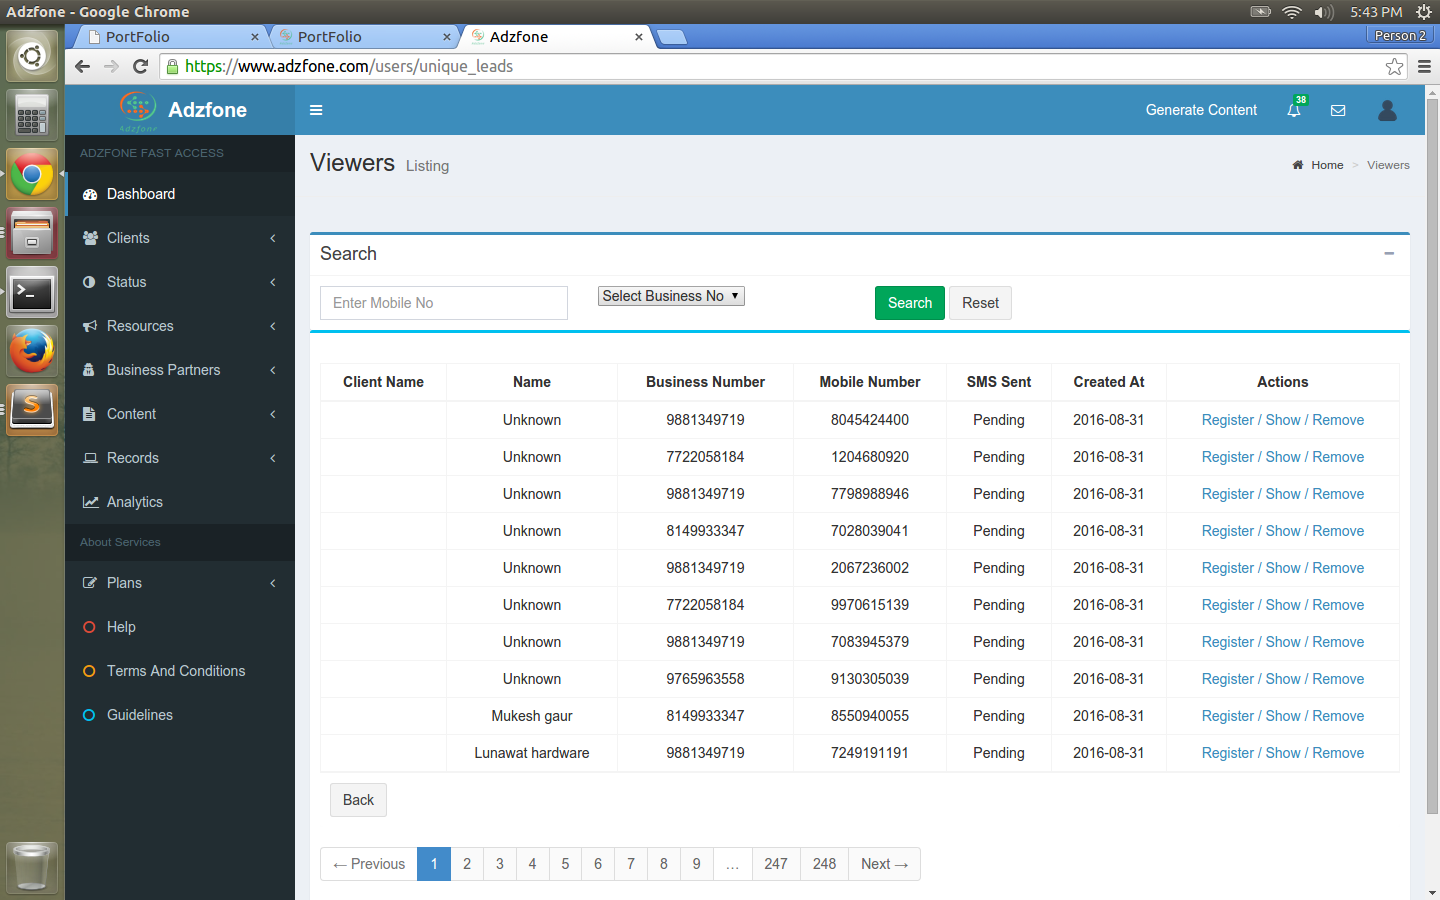 Adzfone - Google Chrome
5:43 PM
PortFolio
PortFolio
Adzfone
Person 2
https://www.adzfone.com/users/unique_leads
Adzfone
Adzfone
Generate Content
38
ADZFONE FAST ACCESS
Dashboard
Clients
Status
Resources
Business Partners
Content
Records
Analytics
About Services
Plans
Help
Terms And Conditions
Guidelines
Viewers Listing
Home > Viewers
Search
Enter Mobile No
Select Business No
Search
Reset
Client Name Name Business Number Mobile Number SMS Sent Created At Actions
Unknown 9881349719 8045424400 Pending 2016-08-31 Register / Show / Remove
Unknown 7722058184 1204680920 Pending 2016-08-31 Register / Show / Remove
Unknown 9881349719 7798988946 Pending 2016-08-31 Register / Show / Remove
Unknown 8149933347 7028039041 Pending 2016-08-31 Register / Show / Remove
Unknown 9881349719 2067236002 Pending 2016-08-31 Register / Show / Remove
Unknown 7722058184 9970615139 Pending 2016-08-31 Register / Show / Remove
Unknown 9881349719 7083945379 Pending 2016-08-31 Register / Show / Remove
Unknown 9765963558 9130305039 Pending 2016-08-31 Register / Show / Remove
Mukesh gaur 8149933347 8550940055 Pending 2016-08-31 Register / Show / Remove
Lunawat hardware 9881349719 7249191191 Pending 2016-08-31 Register / Show / Remove
Back
← Previous 1 2 3 4 5 6 7 8 9 … 247 248 Next →